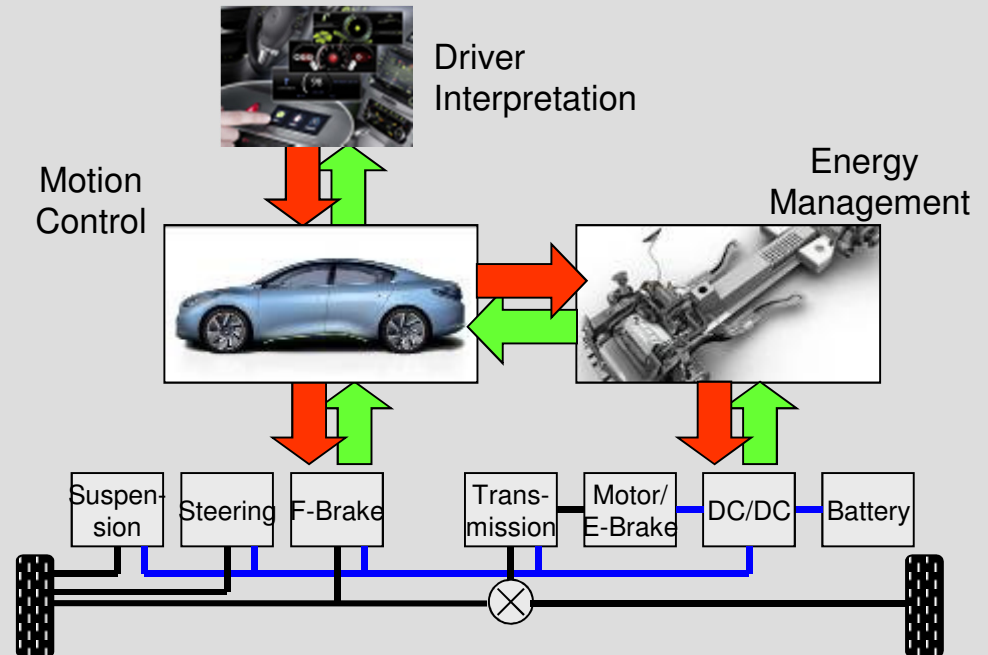 Driver
Interpretation
Motion
Control
Energy
Management
Suspen-
sion
Steering
F-Brake
Trans-
mission
Motor/
E-Brake
DC/DC
Battery